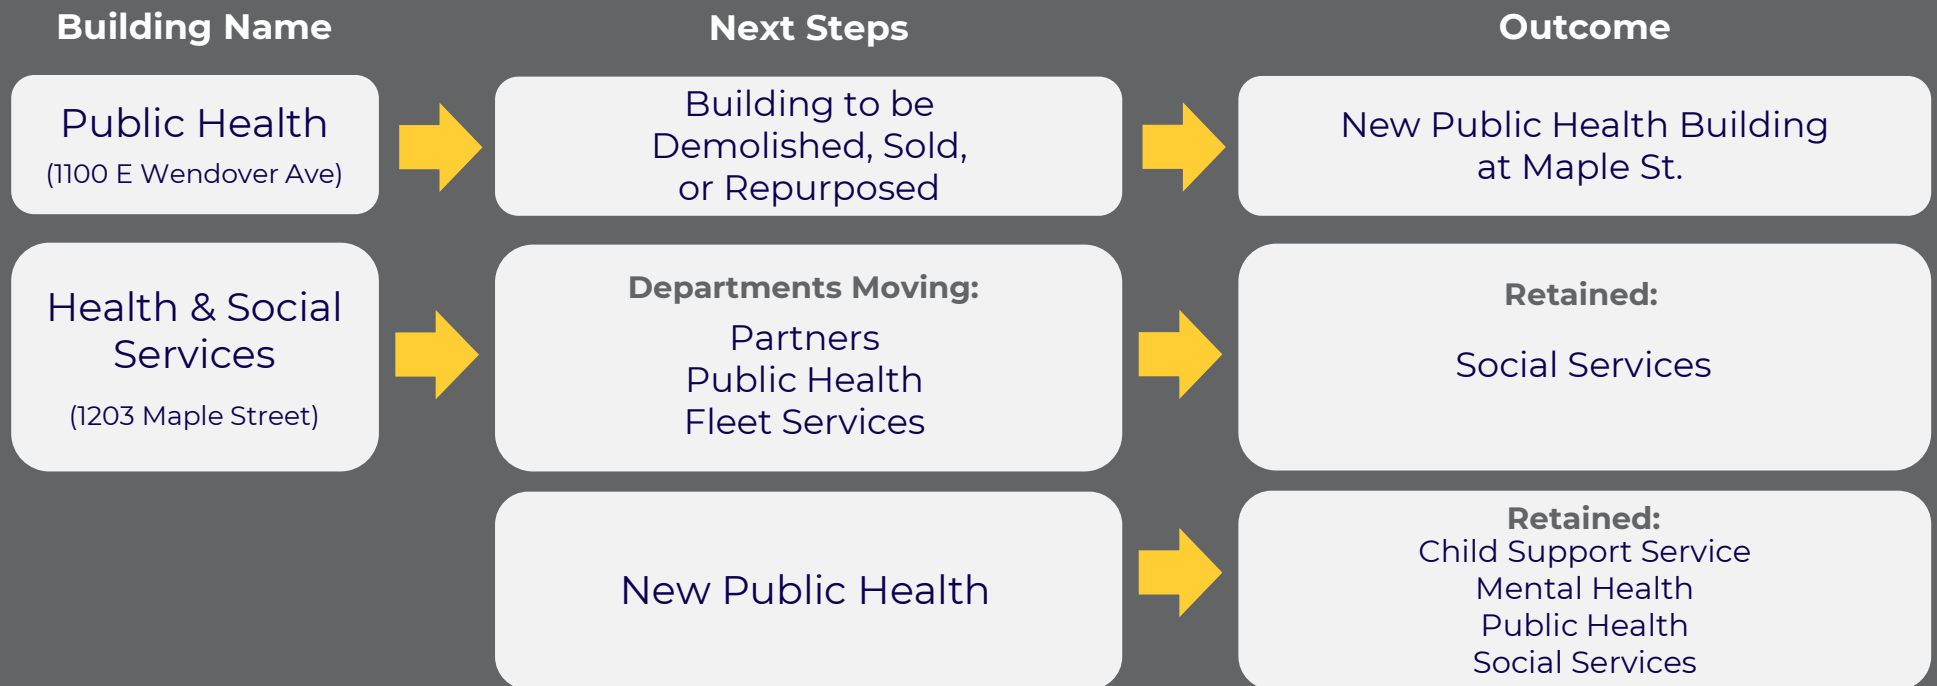 Building Name
Next Steps
Outcome
Public Health
(1100 E Wendover Ave)
Building to be
Demolished, Sold,
or Repurposed
New Public Health Building
at Maple St.
Health & Social
Services
(1203 Maple Street)
Departments Moving:
Partners
Public Health
Fleet Services
Retained:
Social Services
New Public Health
Retained:
Child Support Service
Mental Health
Public Health
Social Services